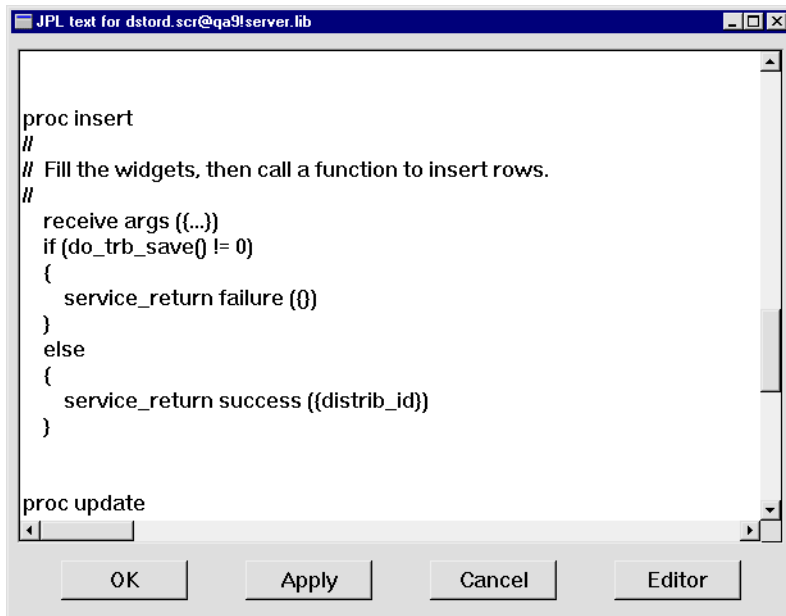 JPL text for dstord.scr@qa9!server.lib
proc insert
//
// Fill the widgets, then call a function to insert rows.
//
receive args ({...})
if (do_trb_save() != 0)
{
service_return failure ({})
}
else
{
service_return success ({distrib_id})
}
proc update
OK
Apply
Cancel
Editor